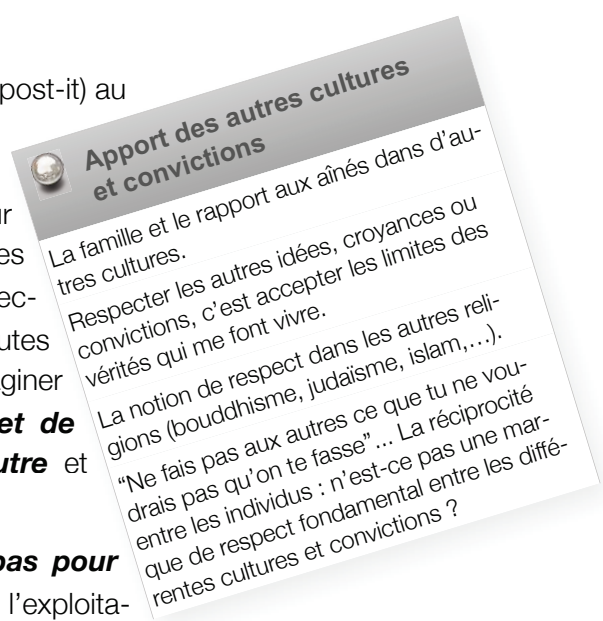 post-it) au
ur
es
ec-
utes
aginer
et de
utre et
pas pour
l'exploita-
Apport des autres cultures
et convictions
La famille et le rapport aux aînés dans d'au-
tres cultures.
Respecter les autres idées, croyances ou
convictions, c'est accepter les limites des
vérités qui me font vivre.
La notion de respect dans les autres reli-
gions (bouddhisme, judaïsme, islam,…).
“Ne fais pas aux autres ce que tu ne vou-
drais pas qu'on te fasse” ... La réciprocité
entre les individus : n'est-ce pas une mar-
que de respect fondamental entre les diffé-
rentes cultures et convictions ?